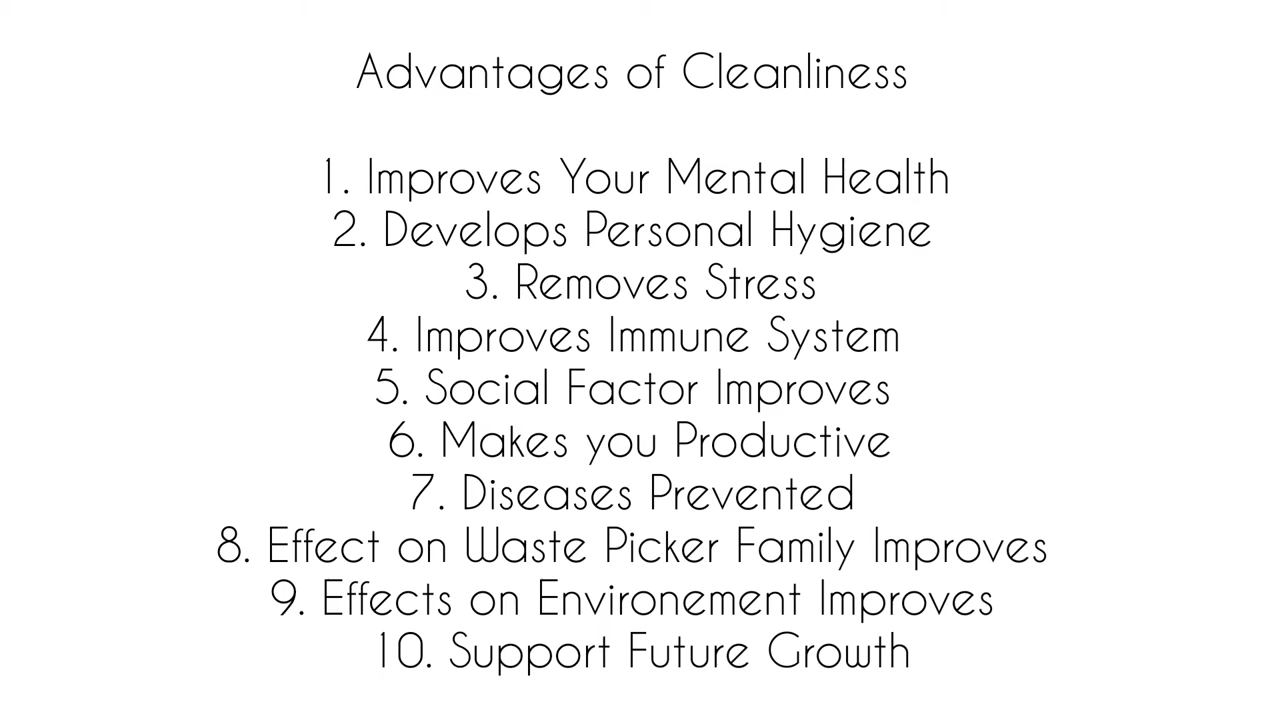 Advantages of Cleanliness
1. Improves Your Mental Health
2. Develops Personal Hygiene
3. Removes Stress
4. Improves Immune System
5. Social Factor Improves
6. Makes you Productive
7. Diseases Prevented
8. Effect on Waste Picker Family Improves
9. Effects on Environement Improves
10. Support Future Growth